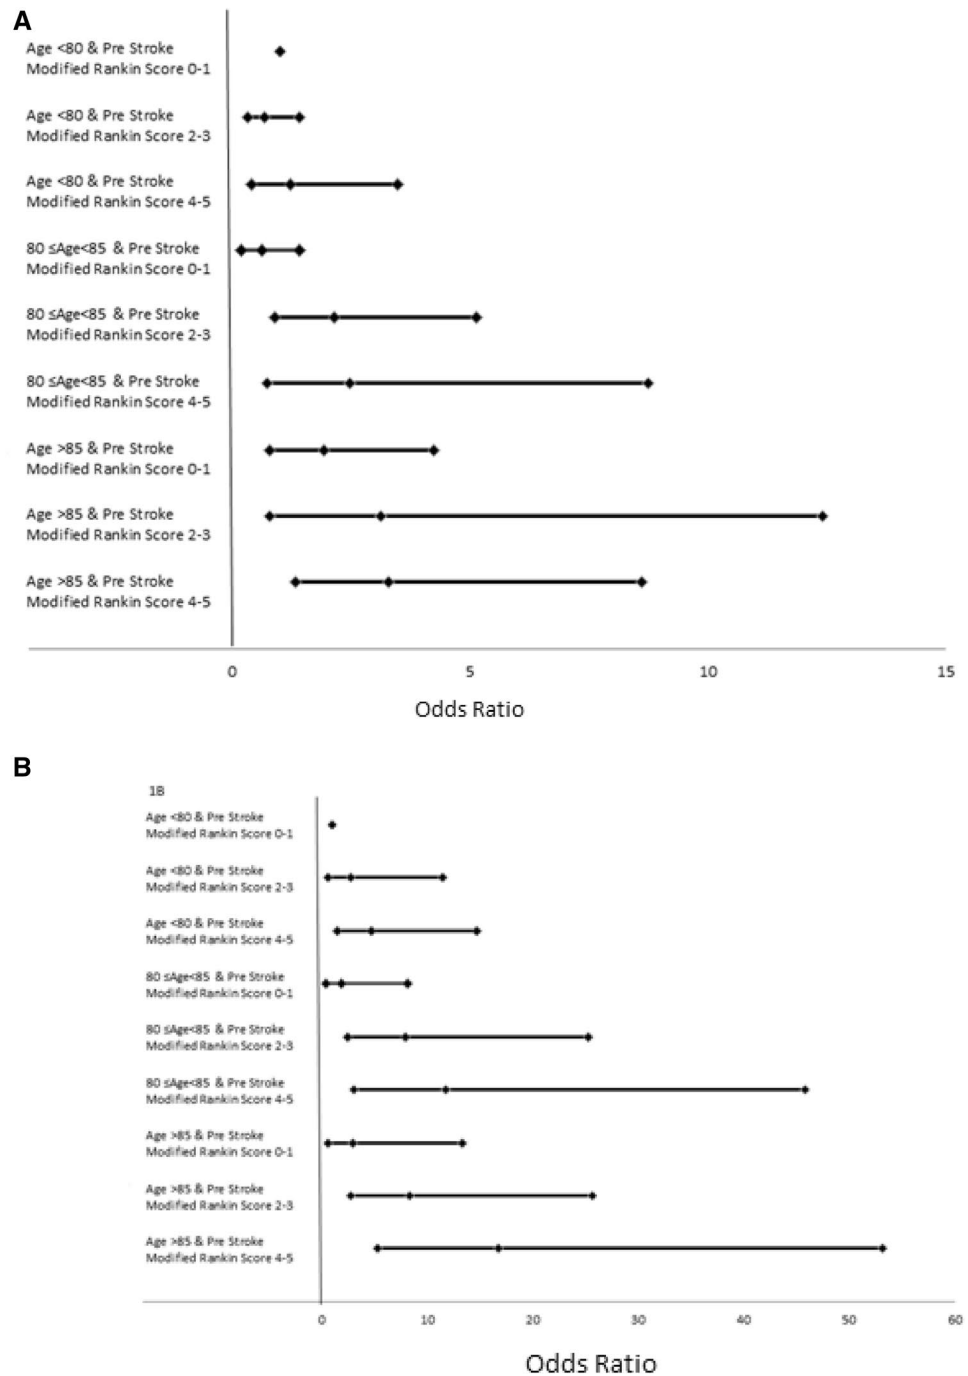 A
Age <80 & Pre Stroke
Modified Rankin Score 0-1
Age <80 & Pre Stroke
Modified Rankin Score 2-3
Age <80 & Pre Stroke
Modified Rankin Score 4-5
80 ≤Age<85 & Pre Stroke
Modified Rankin Score 0-1
80 ≤Age<85 & Pre Stroke
Modified Rankin Score 2-3
80 ≤Age<85 & Pre Stroke
Modified Rankin Score 4-5
Age >85 & Pre Stroke
Modified Rankin Score 0-1
Age >85 & Pre Stroke
Modified Rankin Score 2-3
Age >85 & Pre Stroke
Modified Rankin Score 4-5
0 5 10 15
Odds Ratio
B
1B
Age <80 & Pre Stroke
Modified Rankin Score 0-1
Age <80 & Pre Stroke
Modified Rankin Score 2-3
Age <80 & Pre Stroke
Modified Rankin Score 4-5
80 ≤Age<85 & Pre Stroke
Modified Rankin Score 0-1
80 ≤Age<85 & Pre Stroke
Modified Rankin Score 2-3
80 ≤Age<85 & Pre Stroke
Modified Rankin Score 4-5
Age >85 & Pre Stroke
Modified Rankin Score 0-1
Age >85 & Pre Stroke
Modified Rankin Score 2-3
Age >85 & Pre Stroke
Modified Rankin Score 4-5
0 10 20 30 40 50 60
Odds Ratio